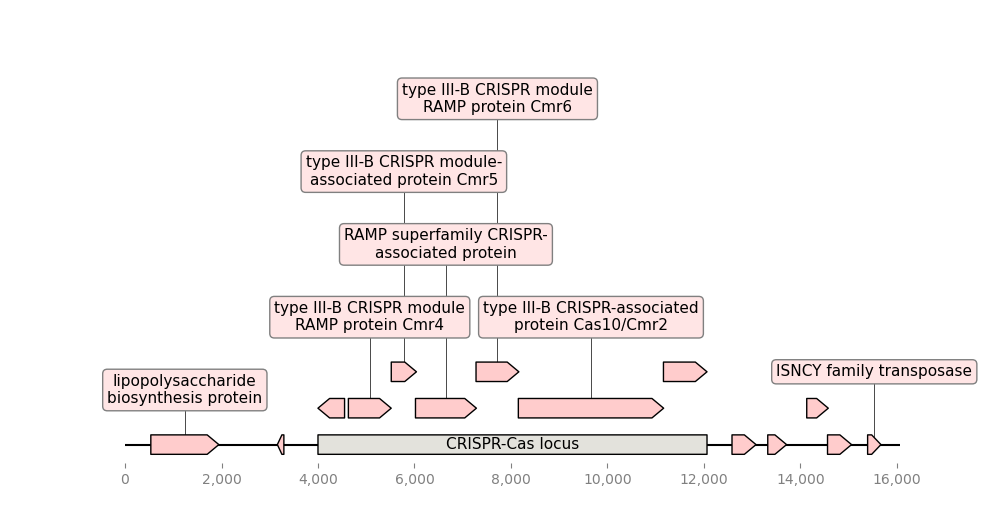 type III-B CRISPR module
RAMP protein Cmr6
type III-B CRISPR module-
associated protein Cmr5
RAMP superfamily CRISPR-
associated protein
type III-B CRISPR module
RAMP protein Cmr4
type III-B CRISPR-associated
protein Cas10/Cmr2
lipopolysaccharide
biosynthesis protein
ISNCY family transposase
CRISPR-Cas locus
0 2,000 4,000 6,000 8,000 10,000 12,000 14,000 16,000